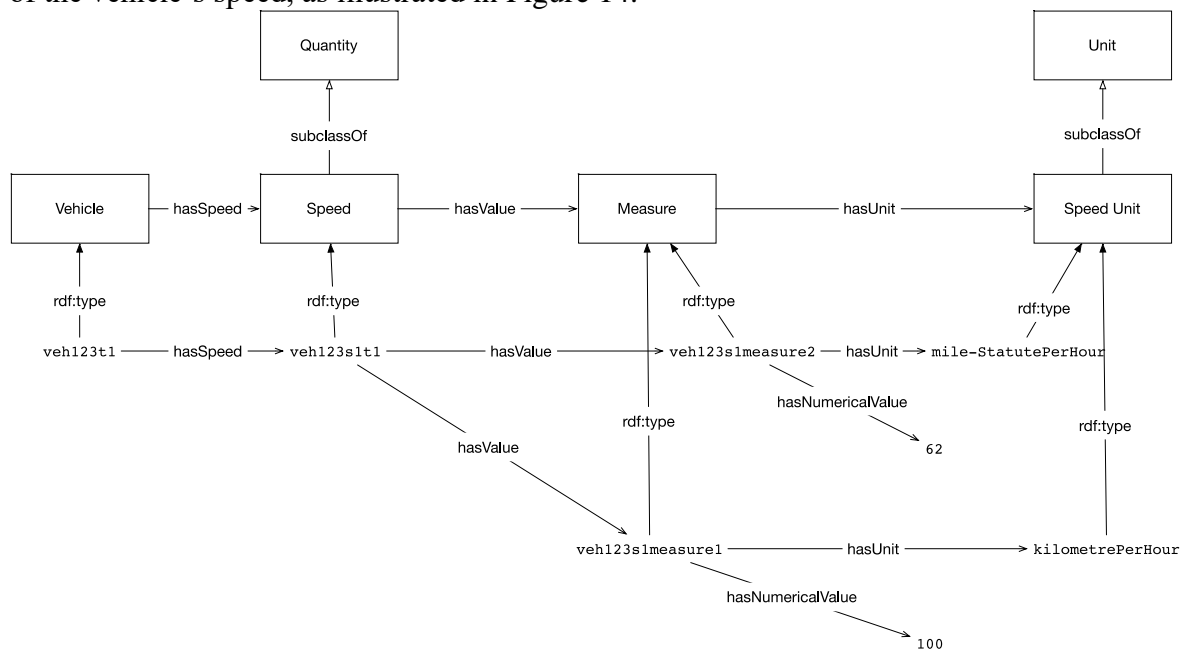 of the vehicle's speed, as illustrated in Figure 14.
Quantity
Unit
subclassOf
subclassOf
Vehicle
hasSpeed
Speed
hasValue
Measure
hasUnit
Speed Unit
rdf:type
rdf:type
rdf:type
rdf:type
veh123t1
hasSpeed
veh123s1t1
hasValue
veh123s1measure2
hasUnit
mile-StatutePerHour
hasNumericalValue
rdf:type
rdf:type
hasValue
62
veh123s1measure1
hasUnit
kilometrePerHour
hasNumericalValue
100